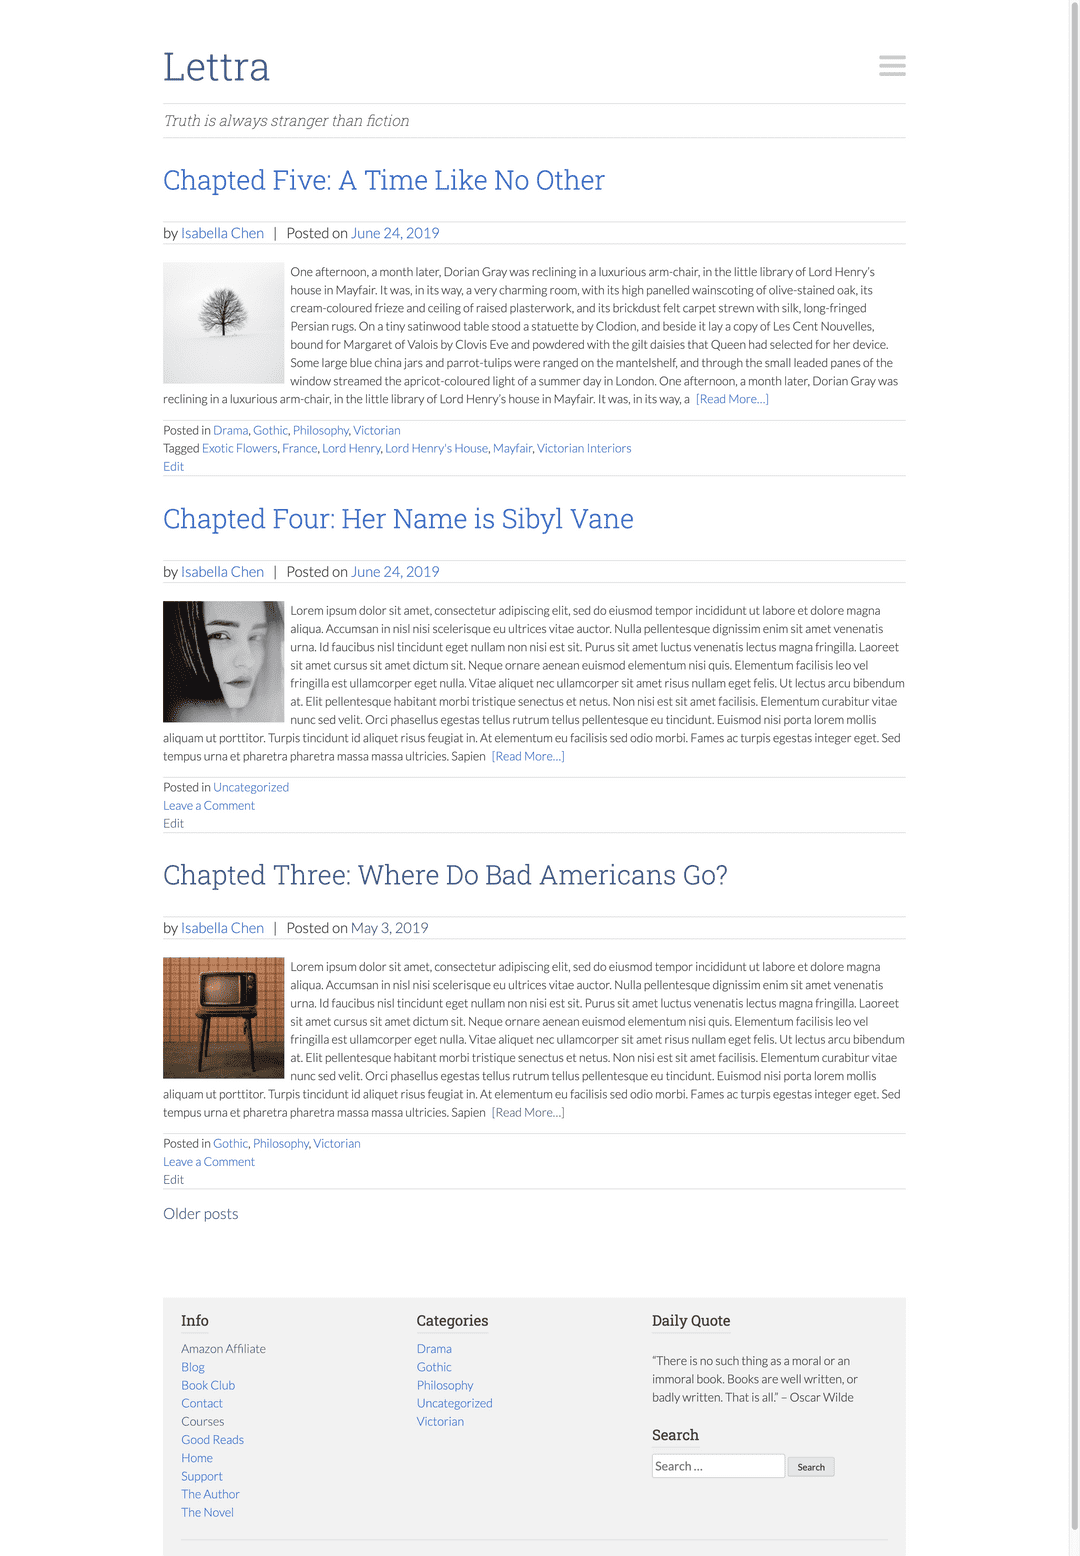 Lettra
Truth is always stranger than fiction
Chapted Five: A Time Like No Other
by Isabella Chen | Posted on June 24, 2019
One afternoon, a month later, Dorian Gray was reclining in a luxurious arm-chair, in the little library of Lord Henry’s
house in Mayfair. It was, in its way, a very charming room, with its high panelled wainscoting of olive-stained oak, its
cream-coloured frieze and ceiling of raised plasterwork, and its brickdust felt carpet strewn with silk, long-fringed
Persian rugs. On a tiny satinwood table stood a statuette by Clodion, and beside it lay a copy of Les Cent Nouvelles,
bound for Margaret of Valois by Clovis Eve and powdered with the gilt daisies that Queen had selected for her device.
Some large blue china jars and parrot-tulips were ranged on the mantelshelf, and through the small leaded panes of the
window streamed the apricot-coloured light of a summer day in London. One afternoon, a month later, Dorian Gray was
reclining in a luxurious arm-chair, in the little library of Lord Henry’s house in Mayfair. It was, in its way, a [Read More…]
Posted in Drama, Gothic, Philosophy, Victorian
Tagged Exotic Flowers, France, Lord Henry, Lord Henry's House, Mayfair, Victorian Interiors
Edit
Chapted Four: Her Name is Sibyl Vane
by Isabella Chen | Posted on June 24, 2019
Lorem ipsum dolor sit amet, consectetur adipiscing elit, sed do eiusmod tempor incididunt ut labore et dolore magna
aliqua. Accumsan in nisl nisi scelerisque eu ultrices vitae auctor. Nulla pellentesque dignissim enim sit amet venenatis
urna. Id faucibus nisl tincidunt eget nullam non nisi est sit. Purus sit amet luctus venenatis lectus magna fringilla. Laoreet
sit amet cursus sit amet dictum sit. Neque ornare aenean euismod elementum nisi quis. Elementum facilisis leo vel
fringilla est ullamcorper eget nulla. Vitae aliquet nec ullamcorper sit amet risus nullam eget felis. Ut lectus arcu bibendum
at. Elit pellentesque habitant morbi tristique senectus et netus. Non nisi est sit amet facilisis. Elementum curabitur vitae
nunc sed velit. Orci phasellus egestas tellus rutrum tellus pellentesque eu tincidunt. Euismod nisi porta lorem mollis
aliquam ut porttitor. Turpis tincidunt id aliquet risus feugiat in. At elementum eu facilisis sed odio morbi. Fames ac turpis egestas integer eget. Sed
tempus urna et pharetra pharetra massa massa ultricies. Sapien [Read More…]
Posted in Uncategorized
Leave a Comment
Edit
Chapted Three: Where Do Bad Americans Go?
by Isabella Chen | Posted on May 3, 2019
Lorem ipsum dolor sit amet, consectetur adipiscing elit, sed do eiusmod tempor incididunt ut labore et dolore magna
aliqua. Accumsan in nisl nisi scelerisque eu ultrices vitae auctor. Nulla pellentesque dignissim enim sit amet venenatis
urna. Id faucibus nisl tincidunt eget nullam non nisi est sit. Purus sit amet luctus venenatis lectus magna fringilla. Laoreet
sit amet cursus sit amet dictum sit. Neque ornare aenean euismod elementum nisi quis. Elementum facilisis leo vel
fringilla est ullamcorper eget nulla. Vitae aliquet nec ullamcorper sit amet risus nullam eget felis. Ut lectus arcu bibendum
at. Elit pellentesque habitant morbi tristique senectus et netus. Non nisi est sit amet facilisis. Elementum curabitur vitae
nunc sed velit. Orci phasellus egestas tellus rutrum tellus pellentesque eu tincidunt. Euismod nisi porta lorem mollis
aliquam ut porttitor. Turpis tincidunt id aliquet risus feugiat in. At elementum eu facilisis sed odio morbi. Fames ac turpis egestas integer eget. Sed
tempus urna et pharetra pharetra massa massa ultricies. Sapien [Read More…]
Posted in Gothic, Philosophy, Victorian
Leave a Comment
Edit
Older posts
Info
Amazon Affiliate
Blog
Book Club
Contact
Courses
Good Reads
Home
Support
The Author
The Novel
Categories
Drama
Gothic
Philosophy
Uncategorized
Victorian
Daily Quote
“There is no such thing as a moral or an
immoral book. Books are well written, or
badly written. That is all.” – Oscar Wilde
Search
Search …
Search